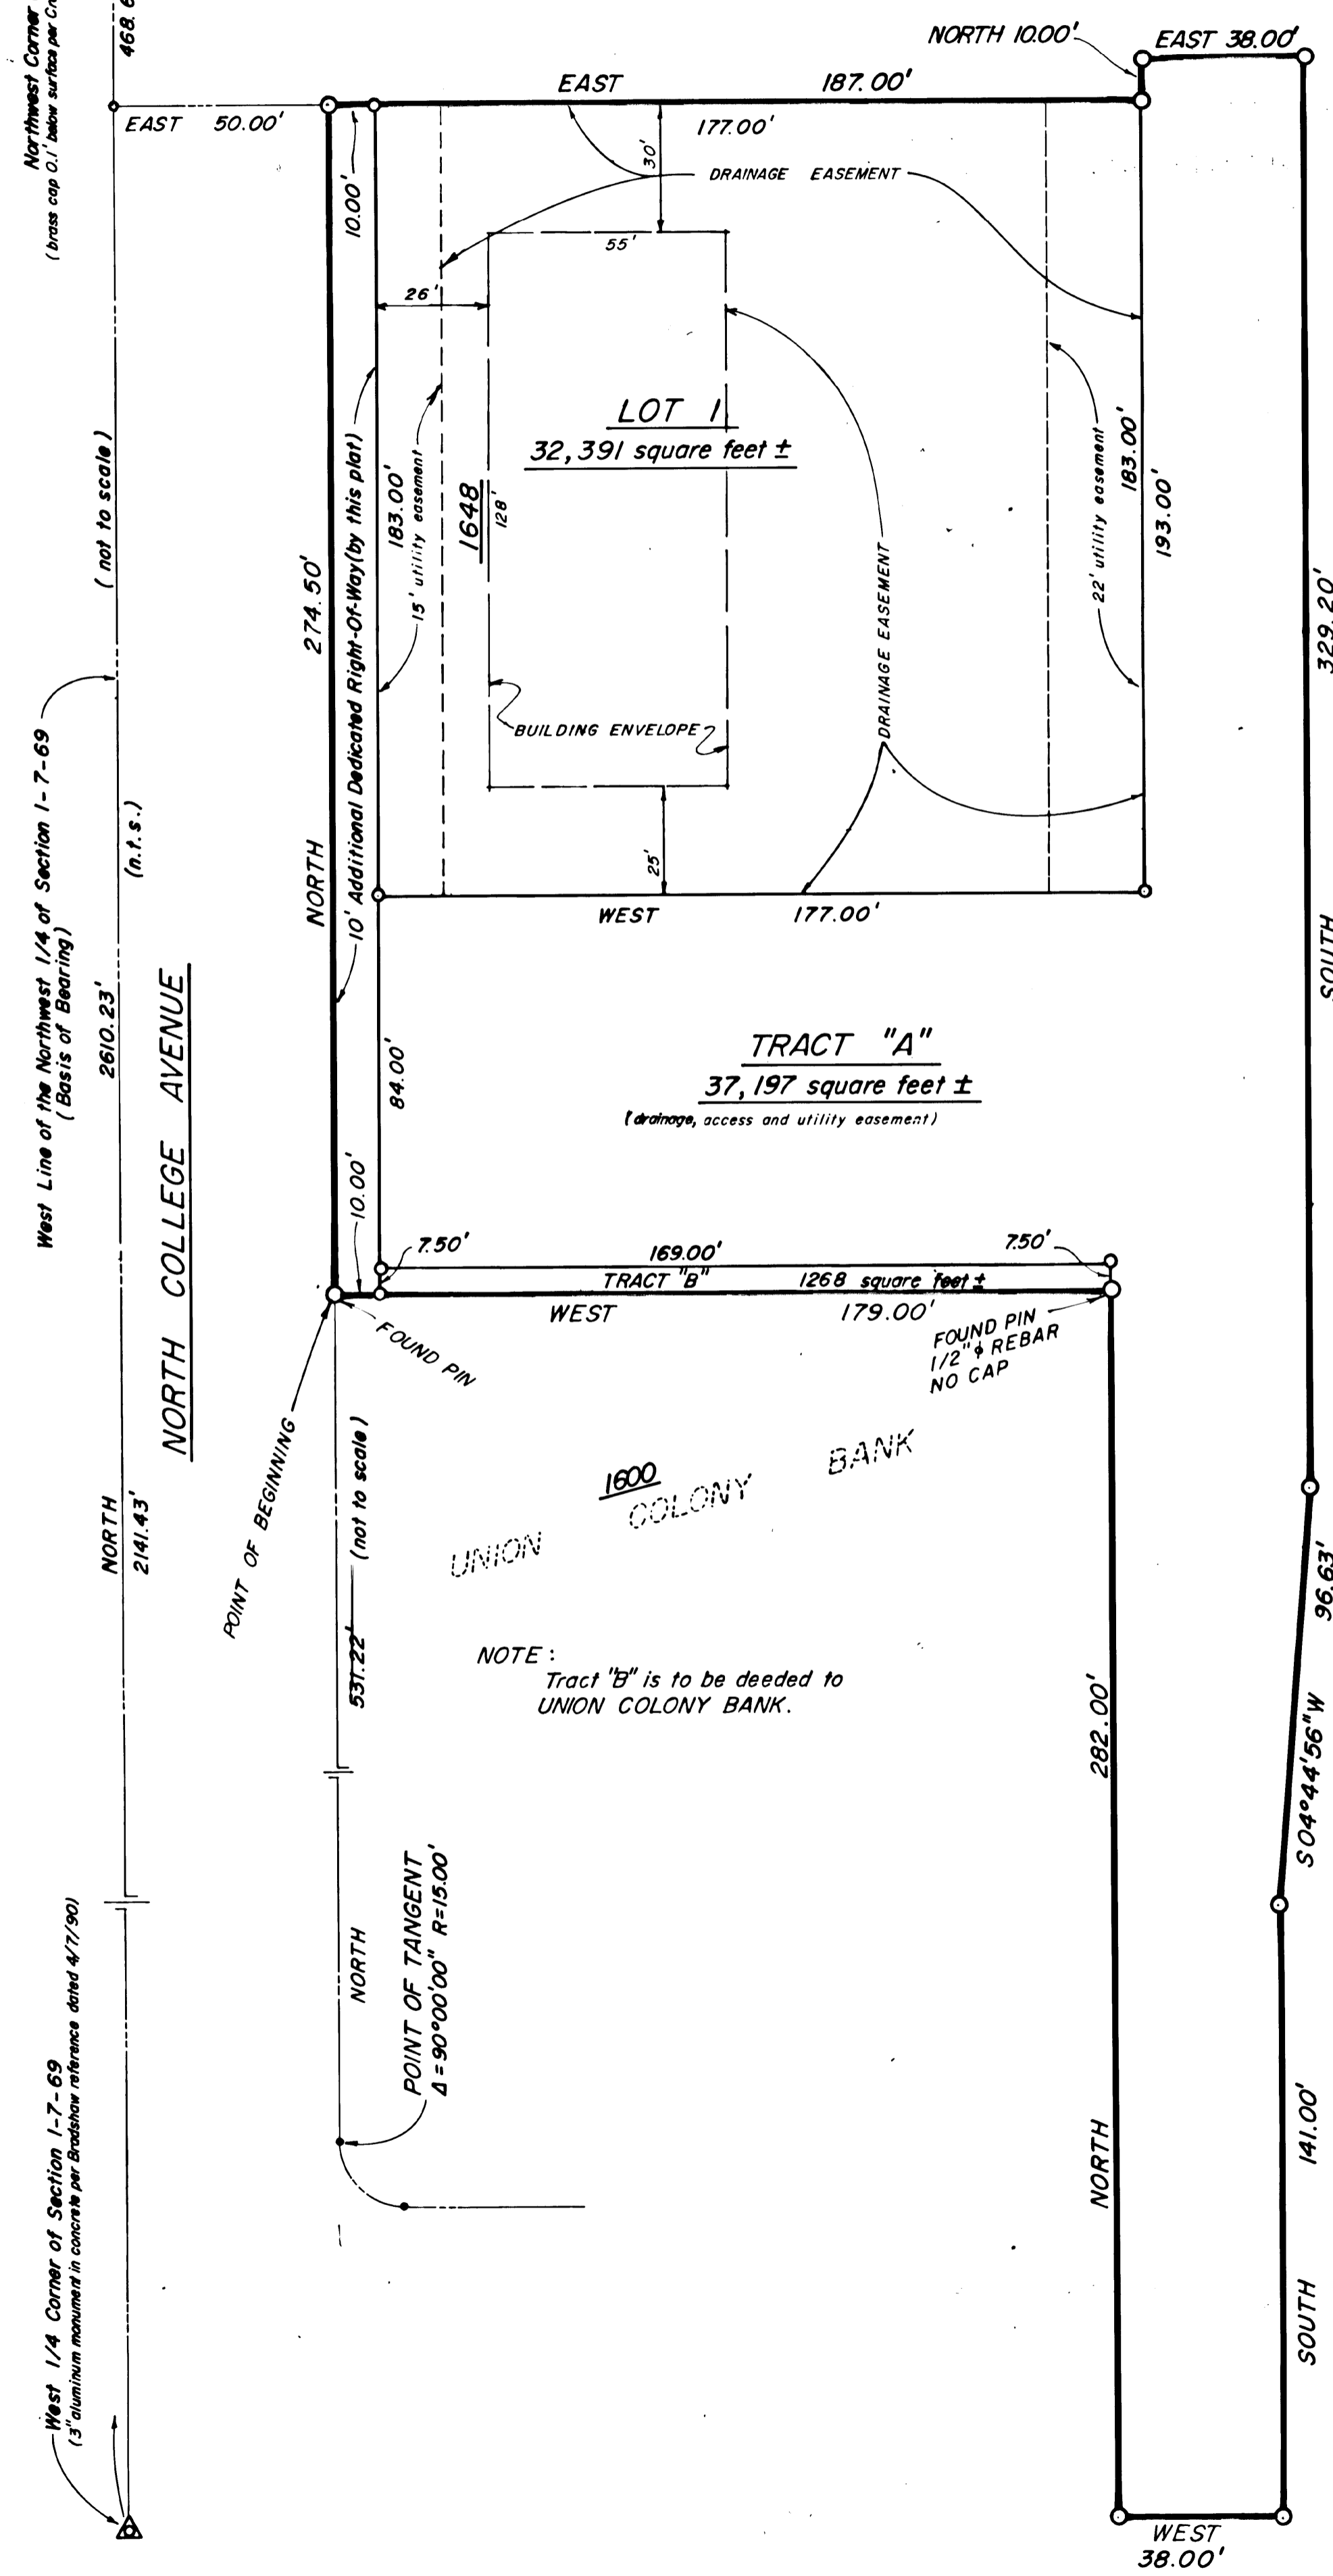 Northwest Corner
(brass cap 0.1' below surface per
468.6
NORTH 10.00'
EAST 38.00'
EAST 187.00'
EAST 50.00'
177.00'
30'
10.00'
DRAINAGE EASEMENT
55'
26'
LOT 1
32,391 square feet ±
1648
128'
183.00'
15' utility easement
10' Additional Dedicated Right-Of-Way (by this plat)
22' utility easement
183.00'
193.00'
( not to scale )
274.50'
NORTH
329.20'
SOUTH
DRAINAGE EASEMENT
BUILDING ENVELOPE
25'
WEST 177.00'
West Line of the Northwest 1/4 of Section 1-7-69
( Basis of Bearing)
(n.t.s.)
2610.23'
NORTH COLLEGE AVENUE
84.00'
TRACT "A"
37,197 square feet ±
(drainage, access and utility easement)
10.00'
7.50'
169.00'
7.50'
TRACT "B" 1268 square feet ±
WEST 179.00'
FOUND PIN
FOUND PIN
1/2" ϕ REBAR
NO CAP
POINT OF BEGINNING
NORTH
2141.43'
531.22' (not to scale)
1600
UNION COLONY BANK
NOTE :
Tract "B" is to be deeded to
UNION COLONY BANK.
96.63'
S 04°44'56" W
282.00'
NORTH
NORTH
POINT OF TANGENT
Δ = 90°00'00" R=15.00'
West 1/4 Corner of Section 1-7-69
(3" aluminum monument in concrete per Bradshaw reference dated 4/7/90)
141.00'
SOUTH
WEST
38.00'